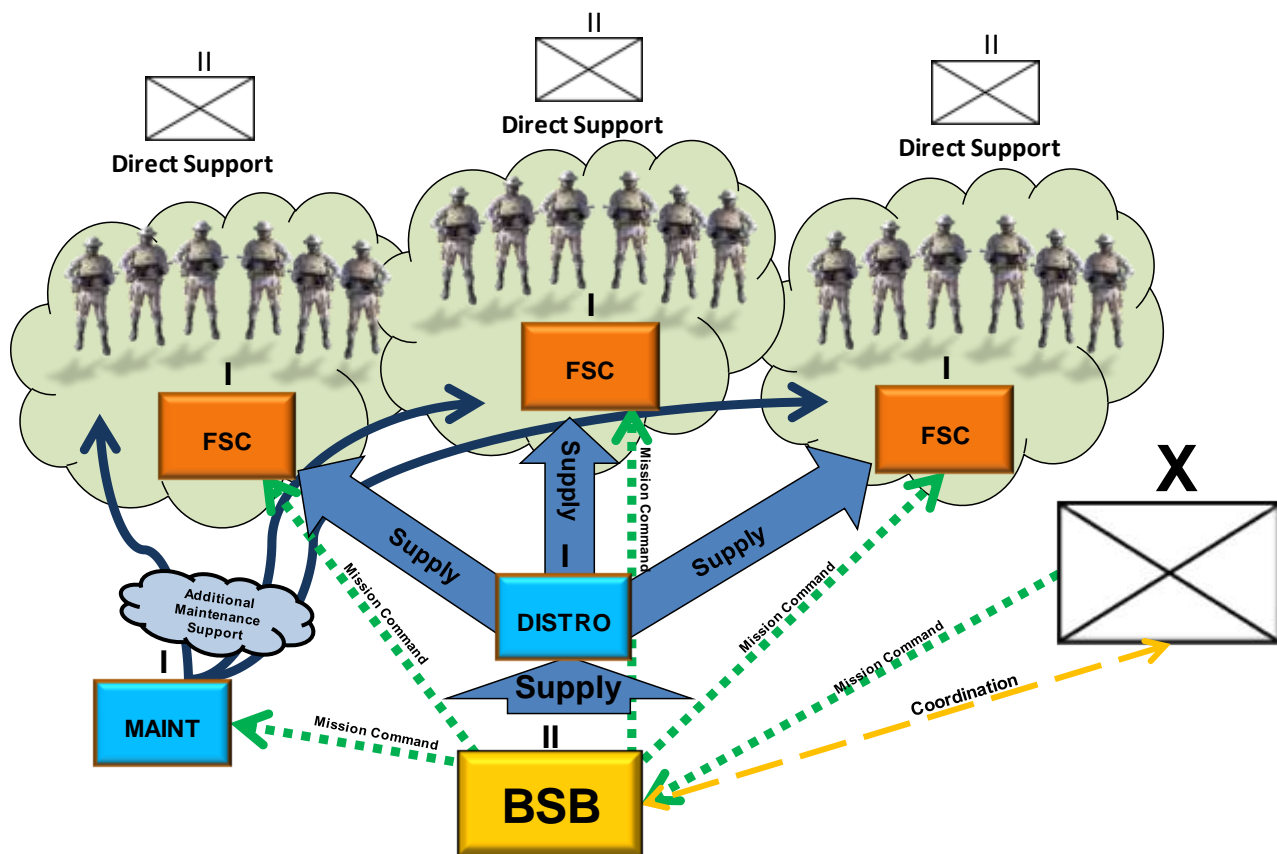 II
Direct Support
II
Direct Support
II
Direct Support
I
FSC
I
FSC
I
FSC
X
Supply
Supply
Supply
Mission Command
Mission Command
Mission Command
Mission Command
Mission Command
Coordination
Additional
Maintenance
Support
I
MAINT
I
DISTRO
Supply
II
BSB